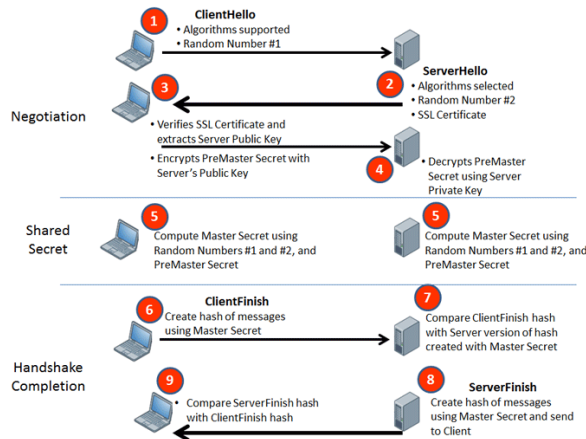 1
ClientHello
• Algorithms supported
• Random Number #1
2
ServerHello
• Algorithms selected
• Random Number #2
• SSL Certificate
Negotiation
3
• Verifies SSL Certificate and
extracts Server Public Key
• Encrypts PreMaster Secret with
Server's Public Key
4
• Decrypts PreMaster
Secret using Server
Private Key
Shared
Secret
5
Compute Master Secret using
Random Numbers #1 and #2, and
PreMaster Secret
5
Compute Master Secret using
Random Numbers #1 and #2, and
PreMaster Secret
Handshake
Completion
6
ClientFinish
Create hash of messages
using Master Secret
7
Compare ClientFinish hash
with Server version of hash
created with Master Secret
8
ServerFinish
Create hash of messages
using Master Secret and send
to Client
9
• Compare ServerFinish hash
with ClientFinish hash